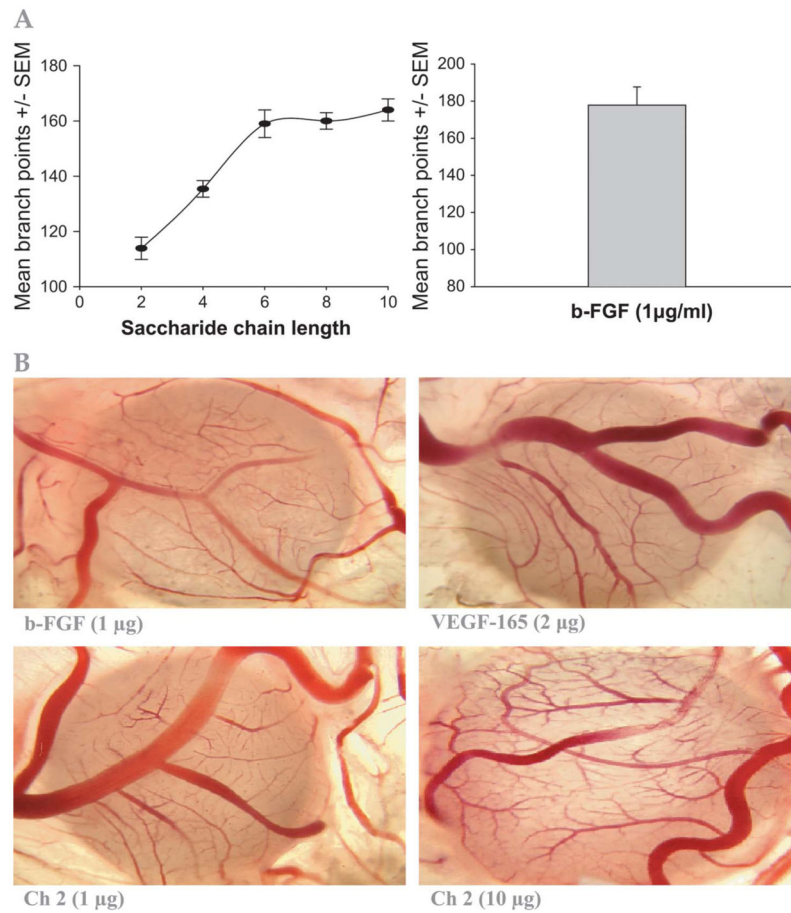 A
Mean branch points +/- SEM
180
160
140
120
100
0
2
4
6
8
10
Saccharide chain length
Mean branch points +/- SEM
200
180
160
140
120
100
80
b-FGF (1µg/ml)
B
b-FGF (1 µg)
VEGF-165 (2 µg)
Ch 2 (1 µg)
Ch 2 (10 µg)